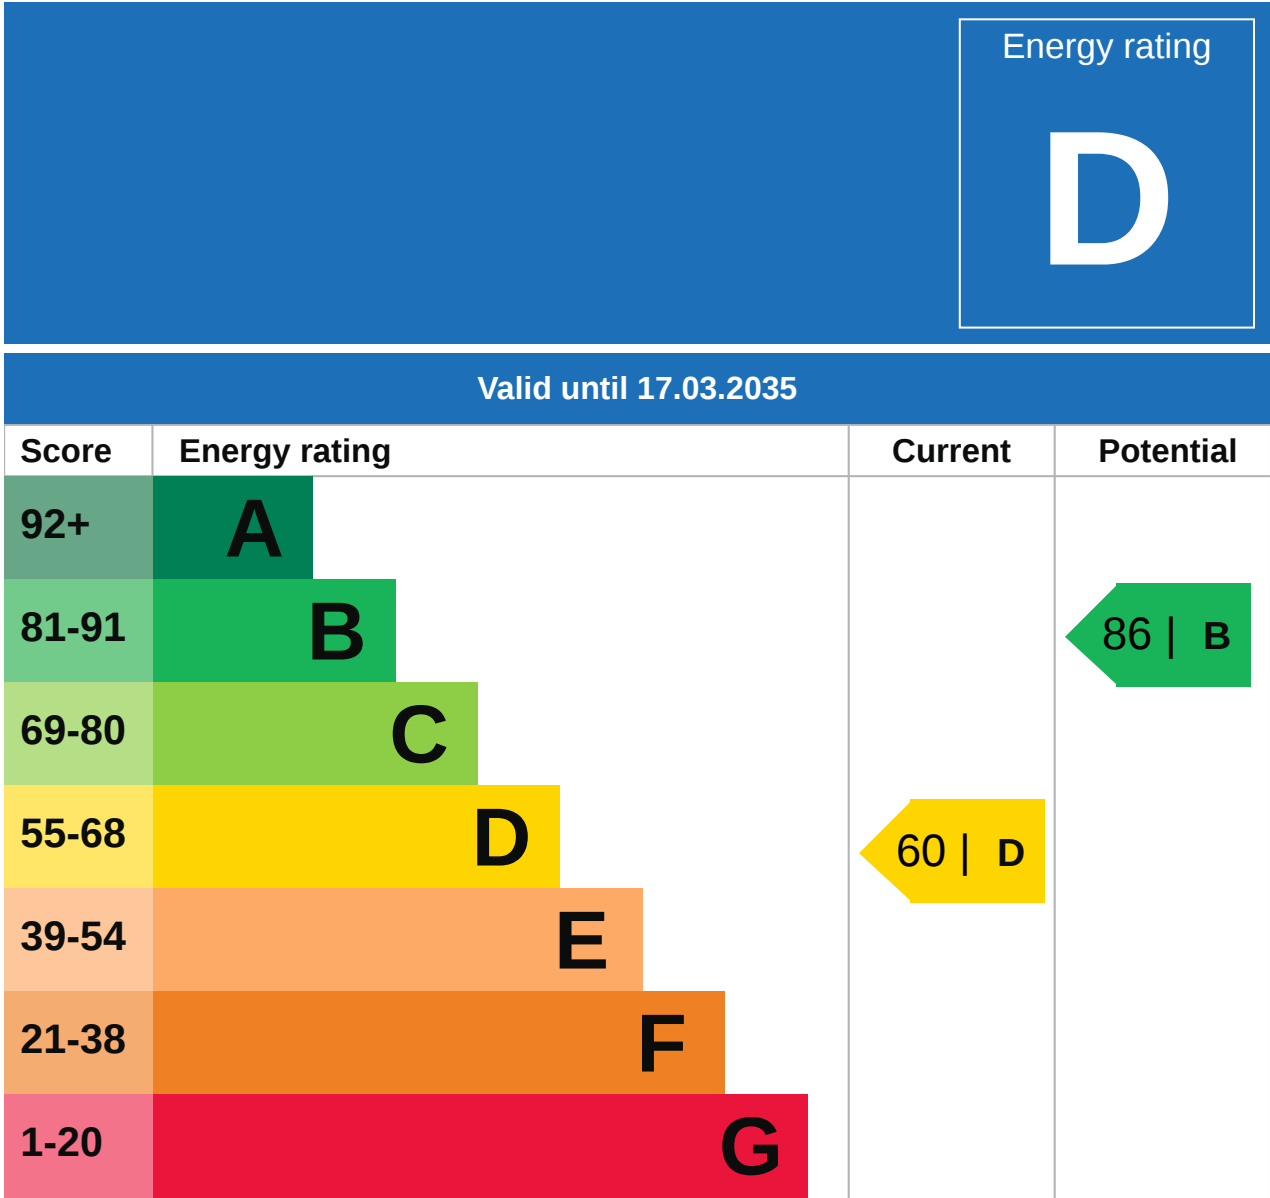 Energy rating
D
Valid until 17.03.2035
Score Energy rating Current Potential
92+ A
81-91 B 86 | B
69-80 C
55-68 D 60 | D
39-54 E
21-38 F
1-20 G